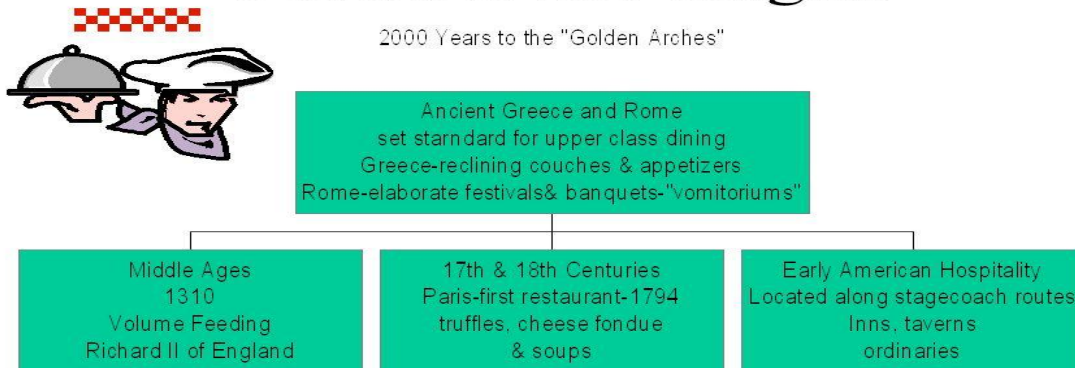 2000 Years to the "Golden Arches"
Ancient Greece and Rome
set starndard for upper class dining
Greece-reclining couches & appetizers
Rome-elaborate festivals& banquets-"vomitoriums"
Middle Ages
1310
Volume Feeding
Richard II of England
17th & 18th Centuries
Paris-first restaurant-1794
truffles, cheese fondue
& soups
Early American Hospitality
Located along stagecoach routes
Inns, taverns
ordinaries